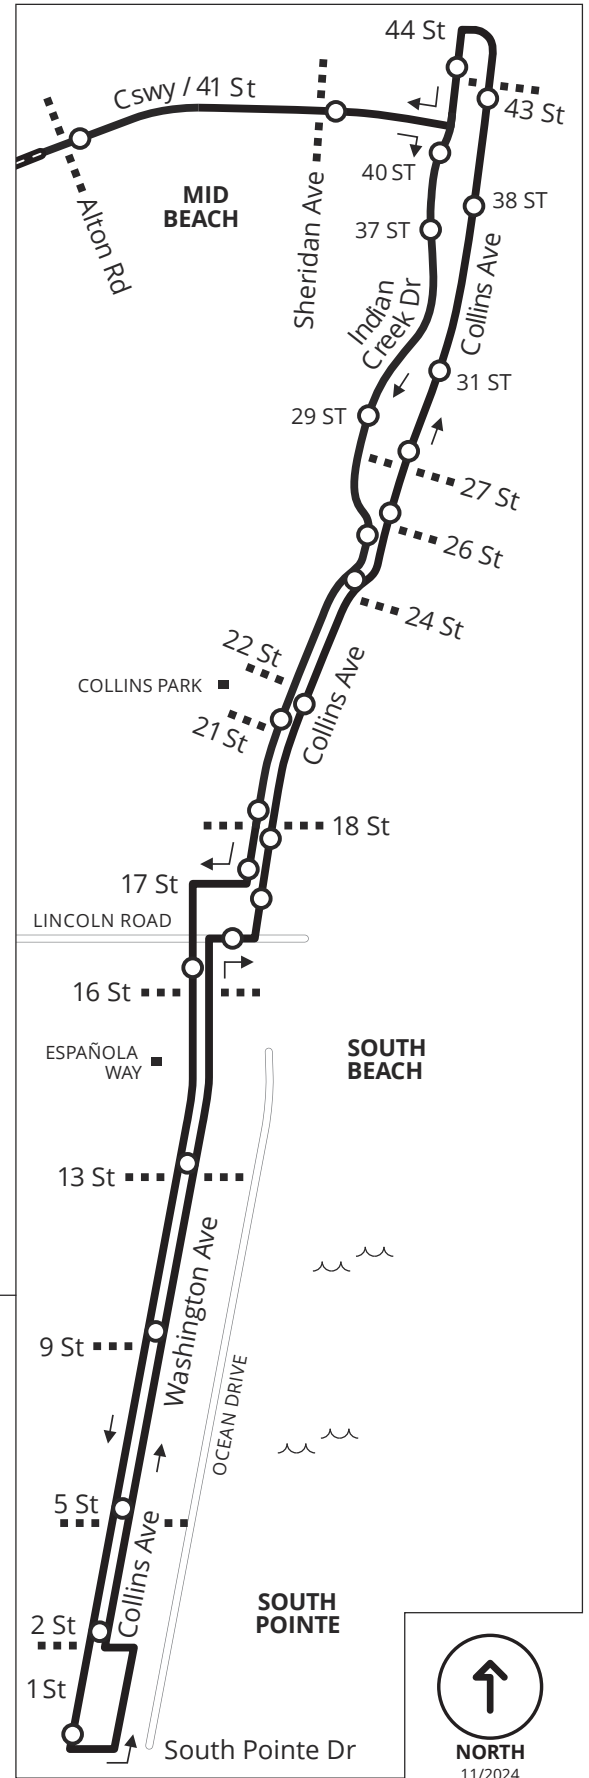 44 St
Cswy / 41 St
43 St
40 ST
MID
BEACH
38 ST
Alton Rd
Sheridan Ave
37 ST
Indian
Creek Dr
Collins Ave
31 ST
29 ST
27 St
26 St
24 St
22 St
COLLINS PARK
21 St
Collins Ave
18 St
17 St
LINCOLN ROAD
16 St
ESPAÑOLA
WAY
SOUTH
BEACH
13 St
Washington Ave
9 St
OCEAN DRIVE
5 St
Collins Ave
SOUTH
POINTE
2 St
1 St
South Pointe Dr
NORTH
11/2024